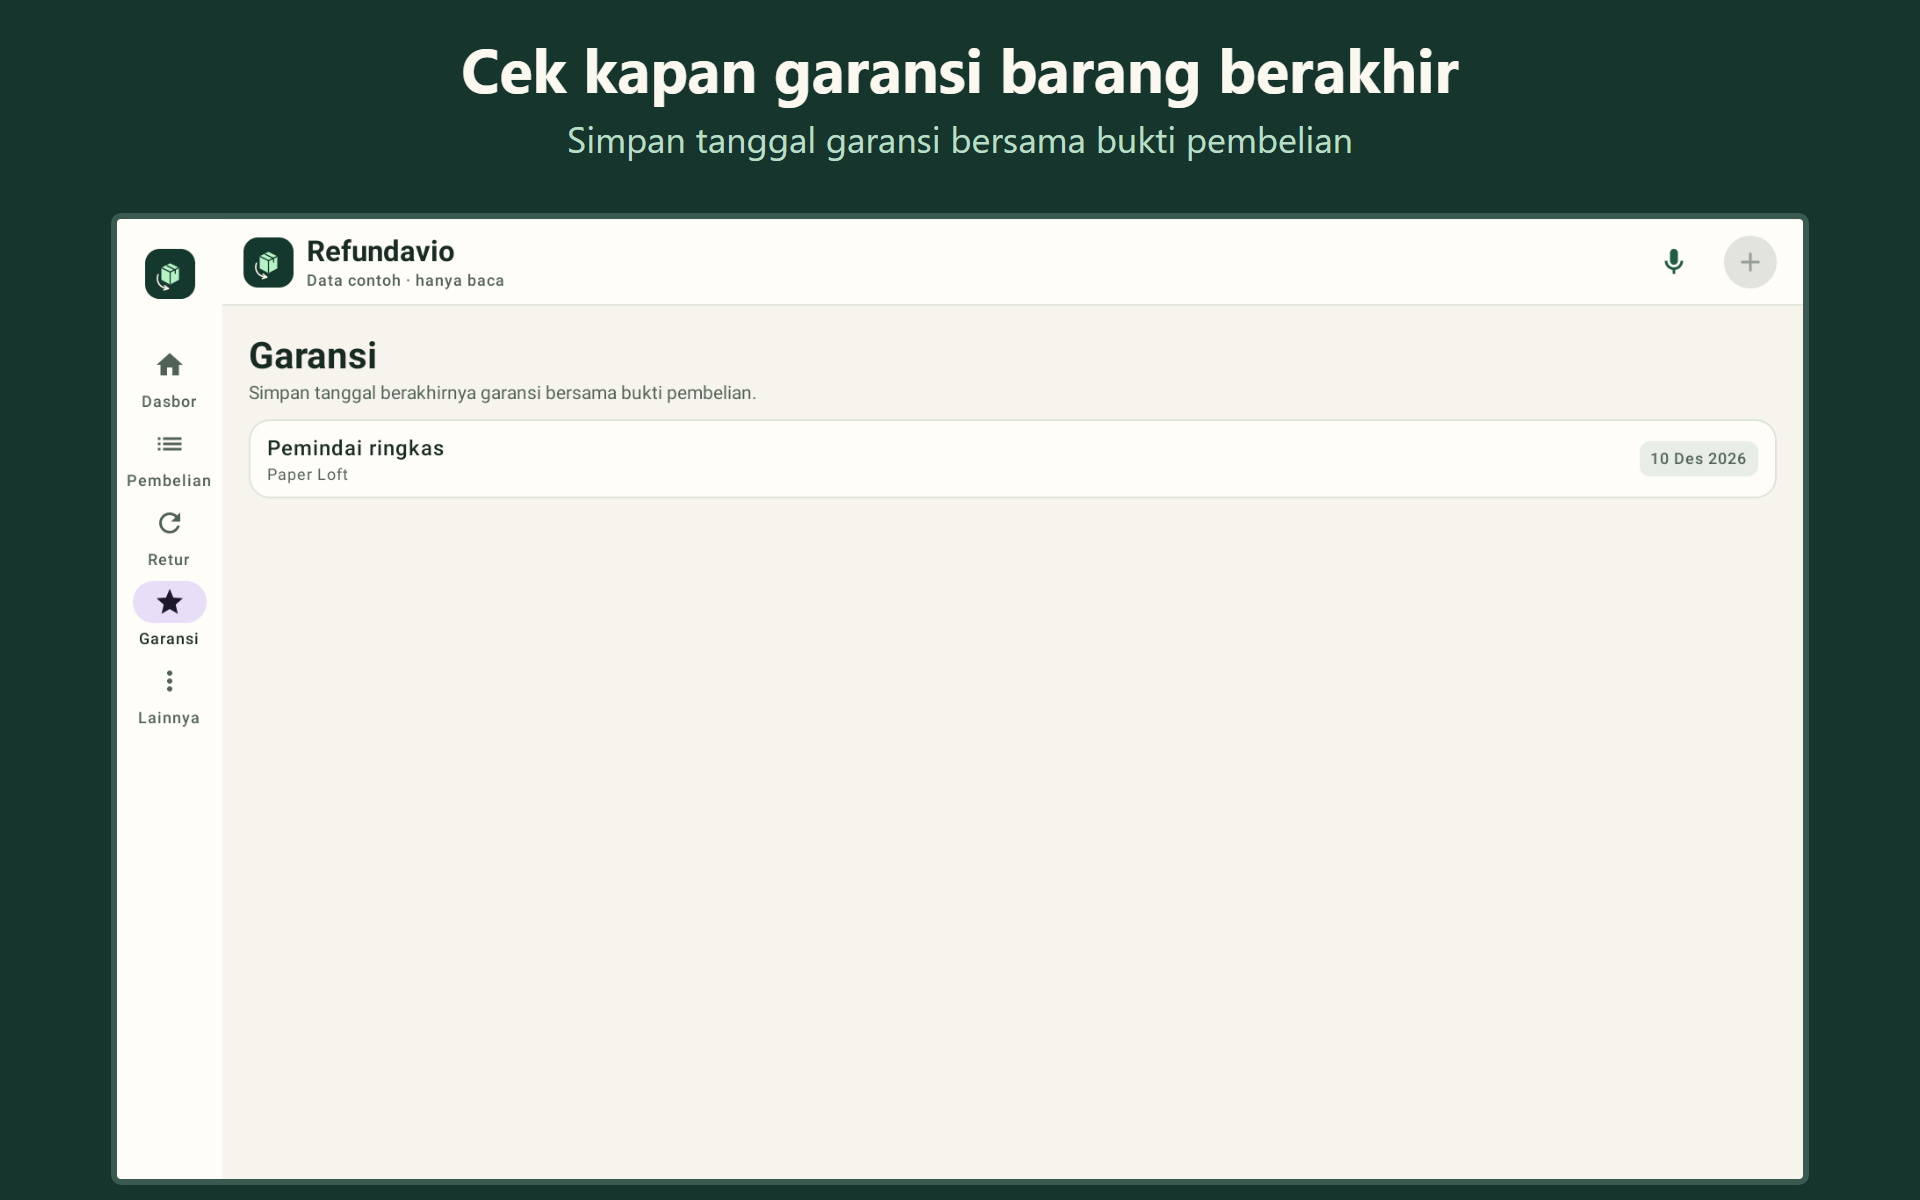 Cek kapan garansi barang berakhir
Simpan tanggal garansi bersama bukti pembelian
Refundavio
Data contoh · hanya baca
Dasbor
Pembelian
Retur
Garansi
Lainnya
Garansi
Simpan tanggal berakhirnya garansi bersama bukti pembelian.
Pemindai ringkas
Paper Loft
10 Des 2026